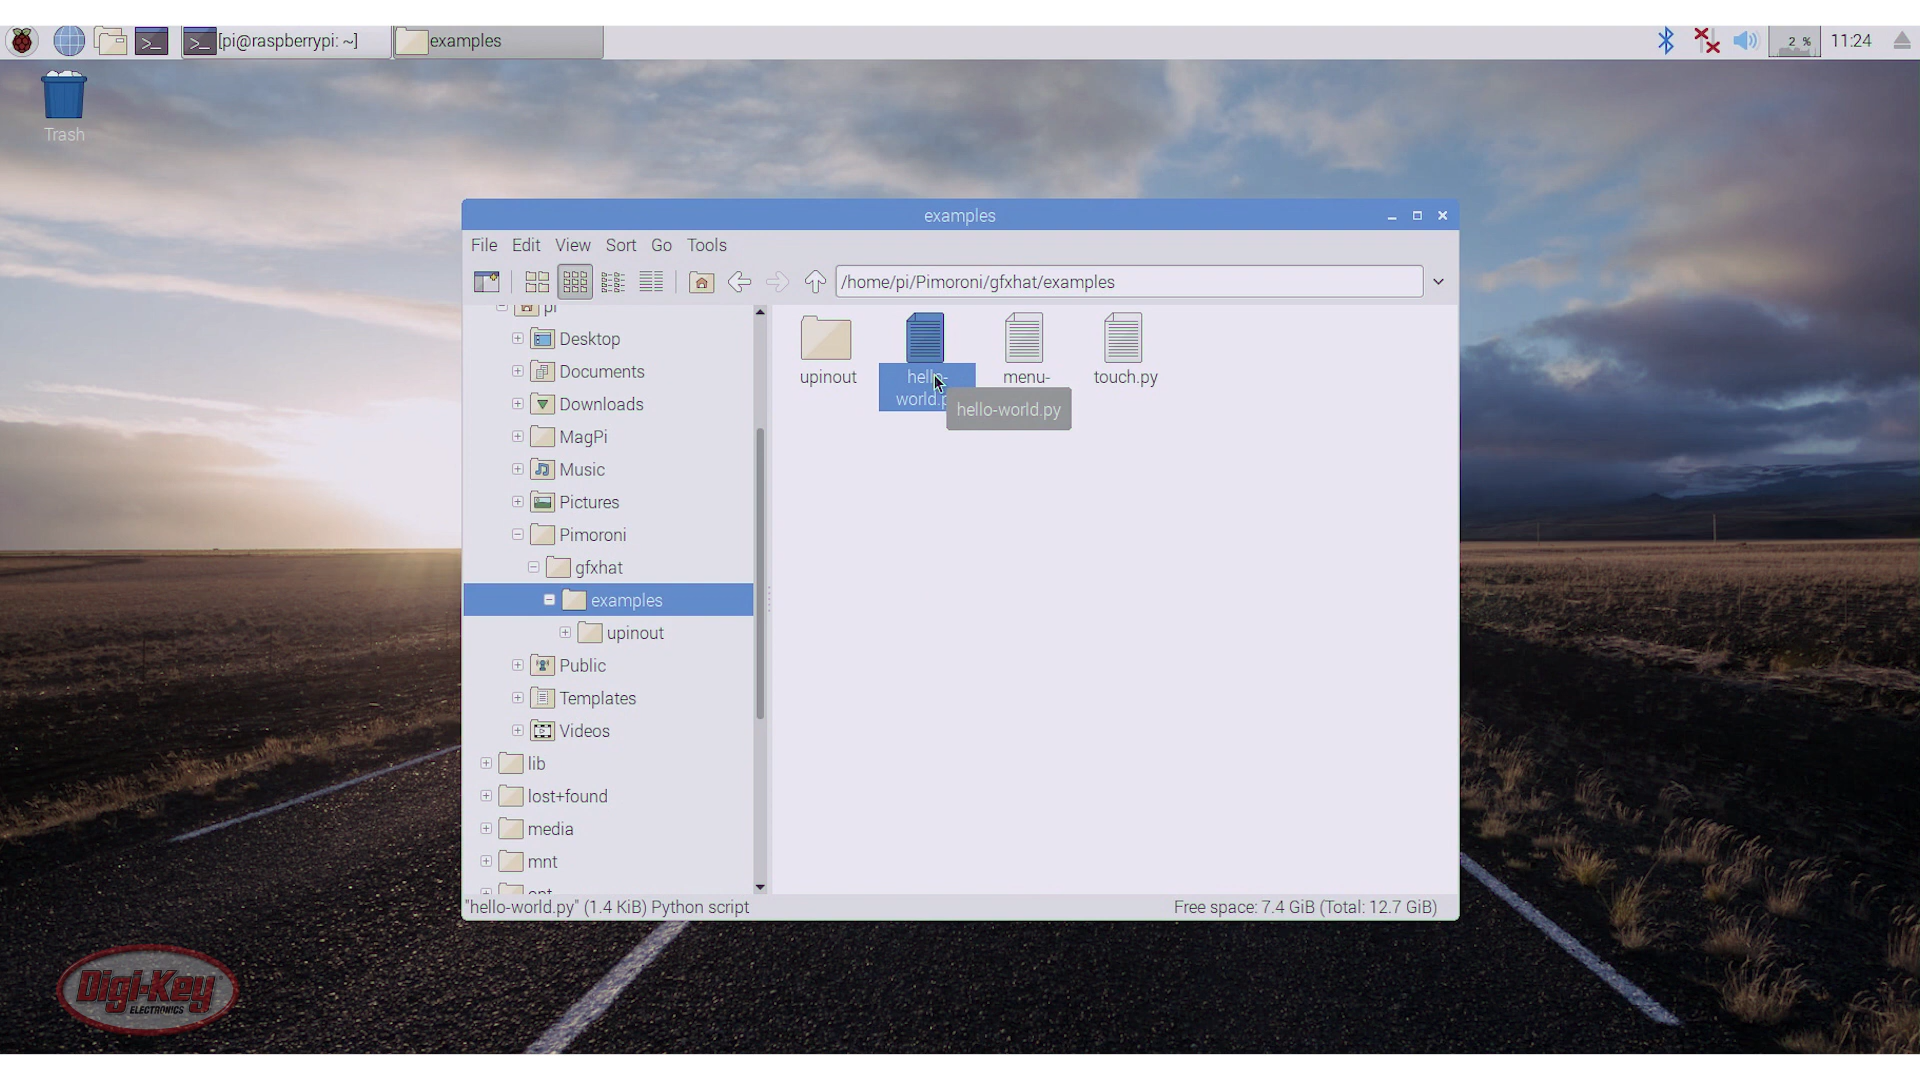 [pi@raspberrypi: ~]
examples
2 %
11:24
Trash
examples
File Edit View Sort Go Tools
/home/pi/Pimoroni/gfxhat/examples
pi
Desktop
Documents
Downloads
MagPi
Music
Pictures
Pimoroni
gfxhat
examples
upinout
Public
Templates
Videos
lib
lost+found
media
mnt
upinout
hello-
world.p
menu-
touch.py
hello-world.py
"hello-world.py" (1.4 KiB) Python script
Free space: 7.4 GiB (Total: 12.7 GiB)
Digi-Key
ELECTRONICS